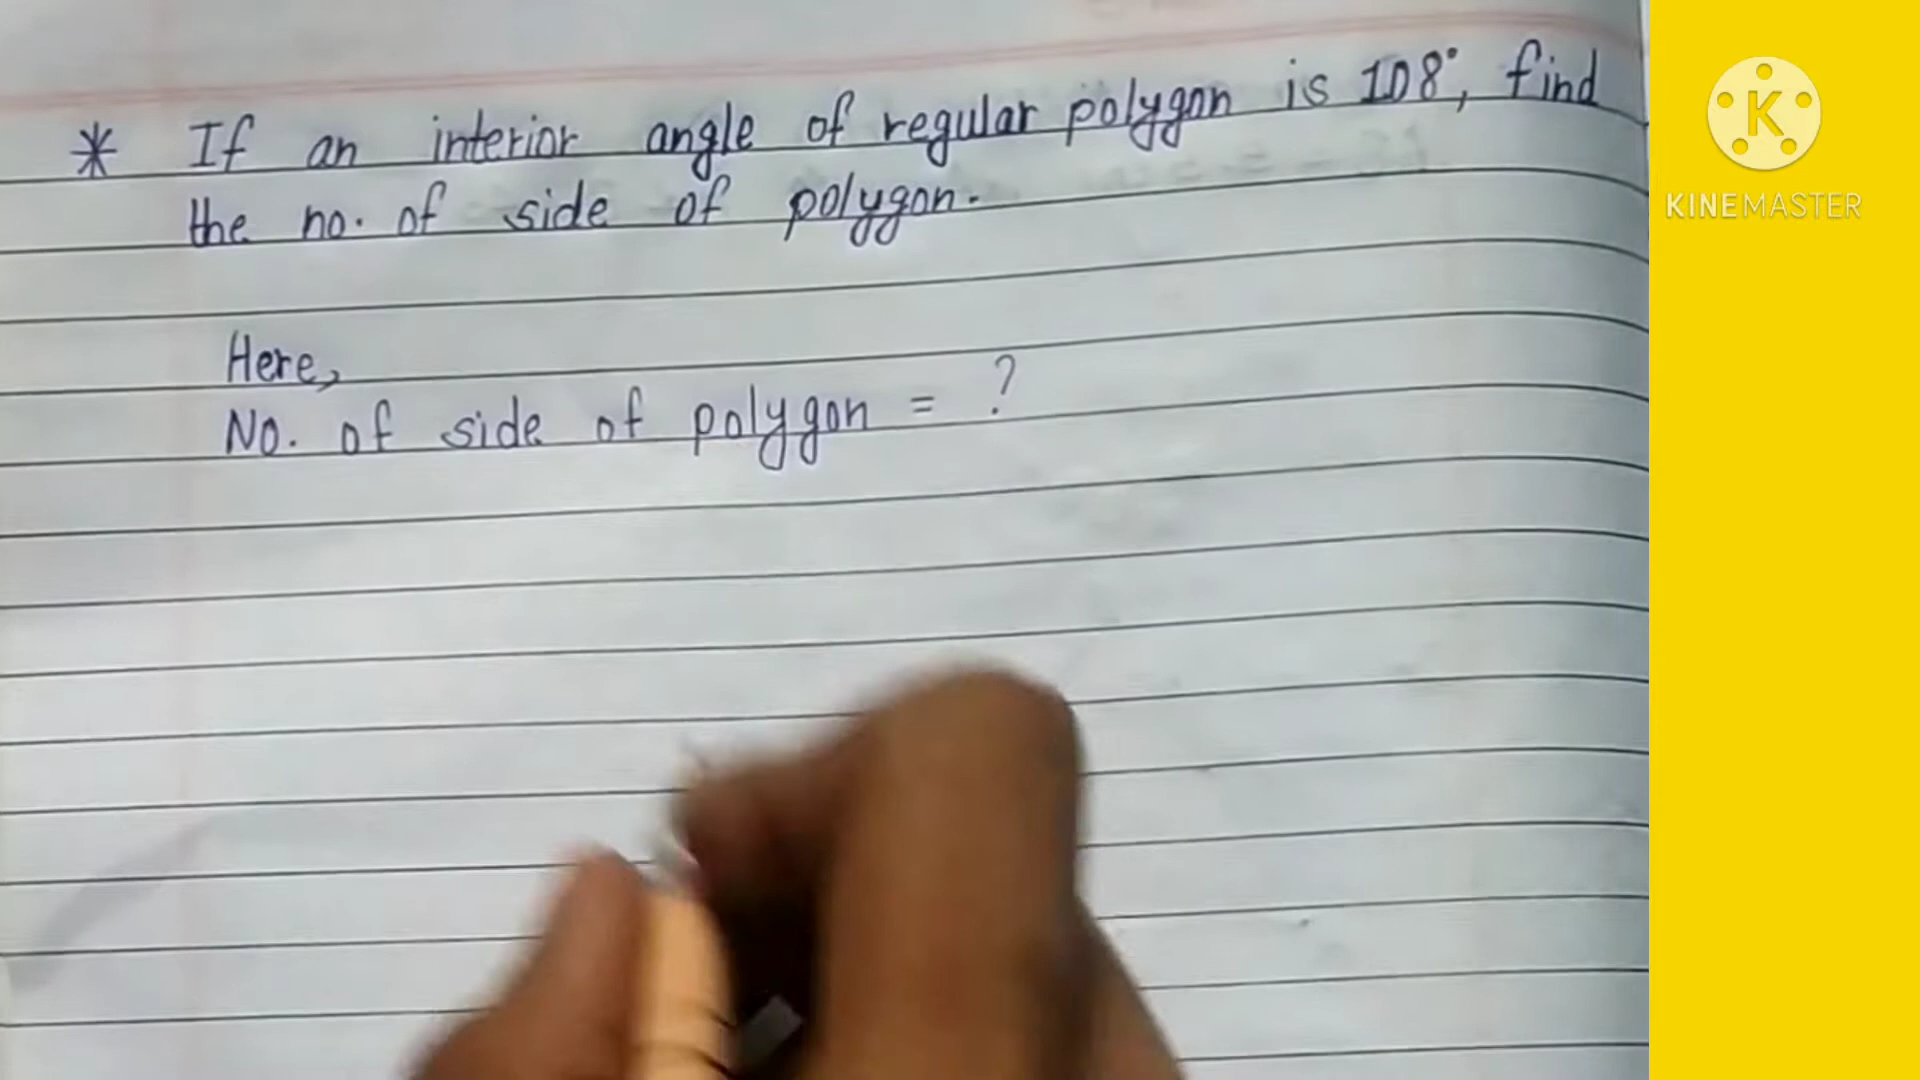 * If an interior angle of regular polygon is 108°, find
the no. of side of polygon.
Here,
No. of side of polygon = ?
K
KINEMASTER